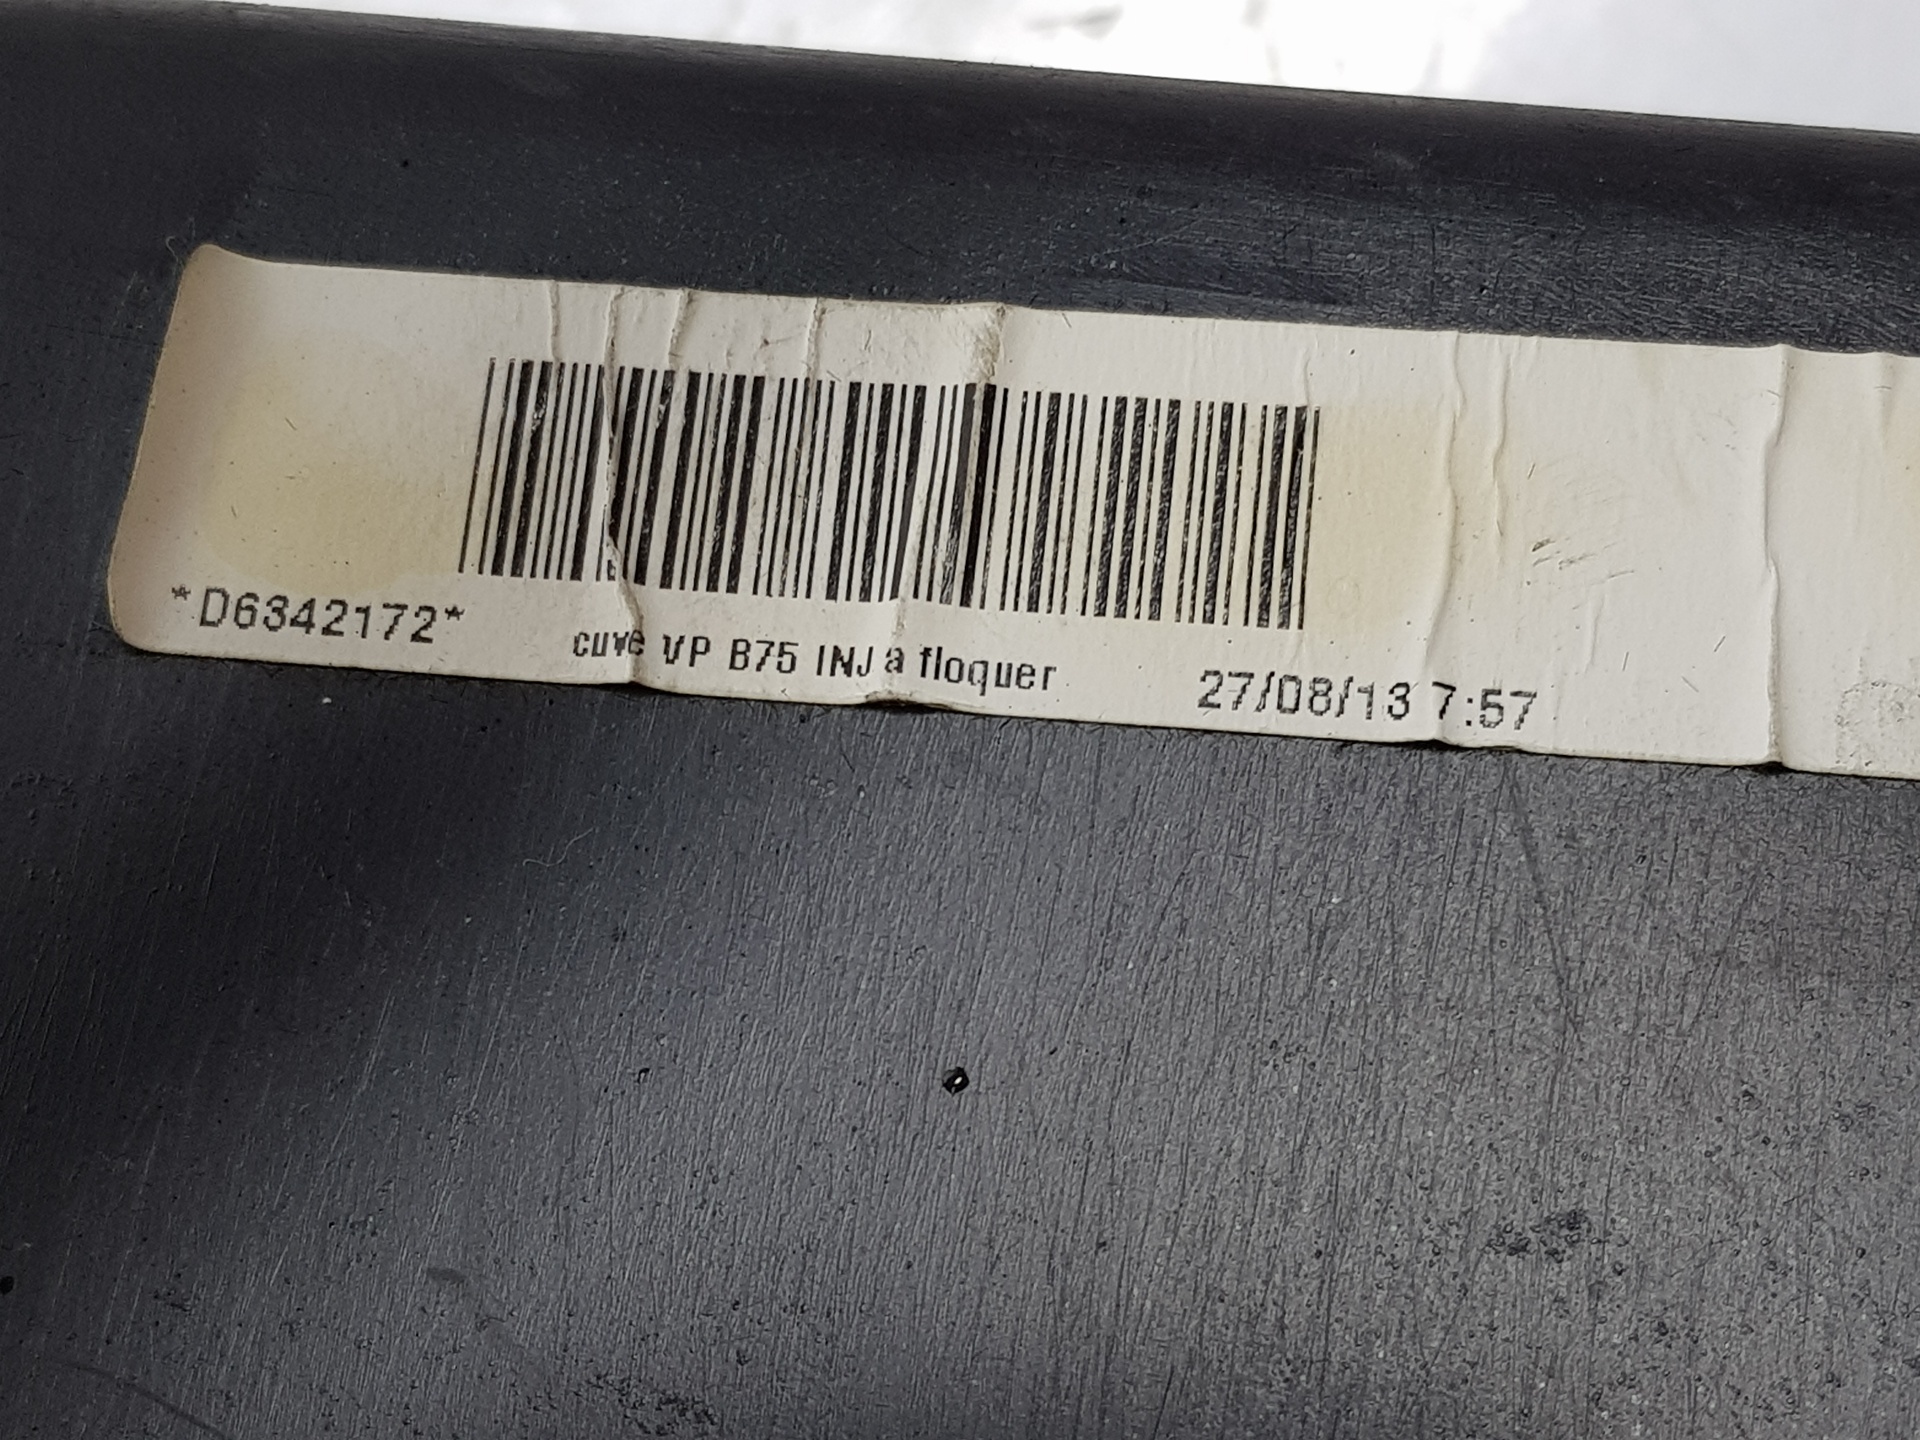 *D6342172*
cuve VP B75 INJ à floquer
27/08/13 7:57